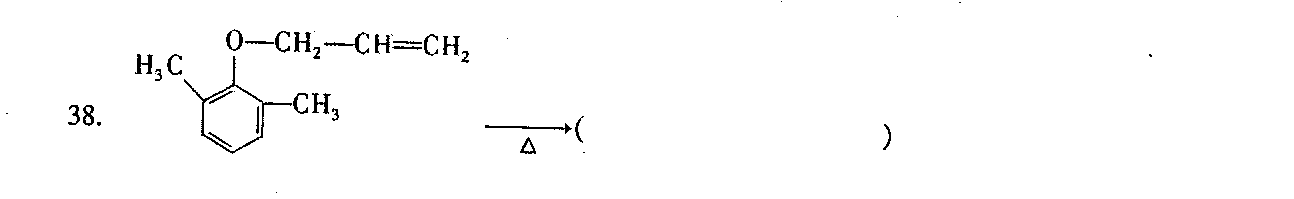 O—CH₂—CH=CH₂
H₃C
—CH₃
38.
→(                    )
△